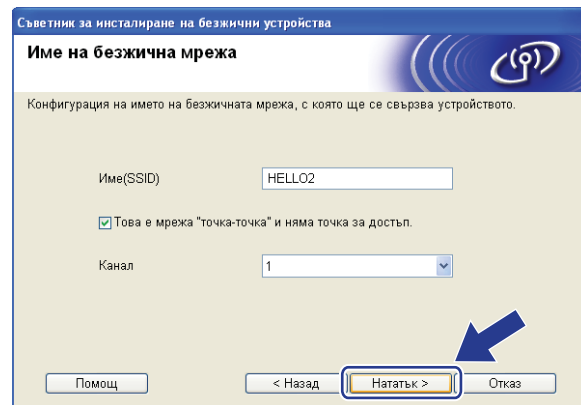 Съветник за инсталиране на безжични устройства
Име на безжична мрежа
Конфигурация на името на безжичната мрежа, с която ще се свързва устройството.
Име(SSID) HELLO2
Това е мрежа "точка-точка" и няма точка за достъп.
Канал 1
Помощ < Назад Нататък > Отказ